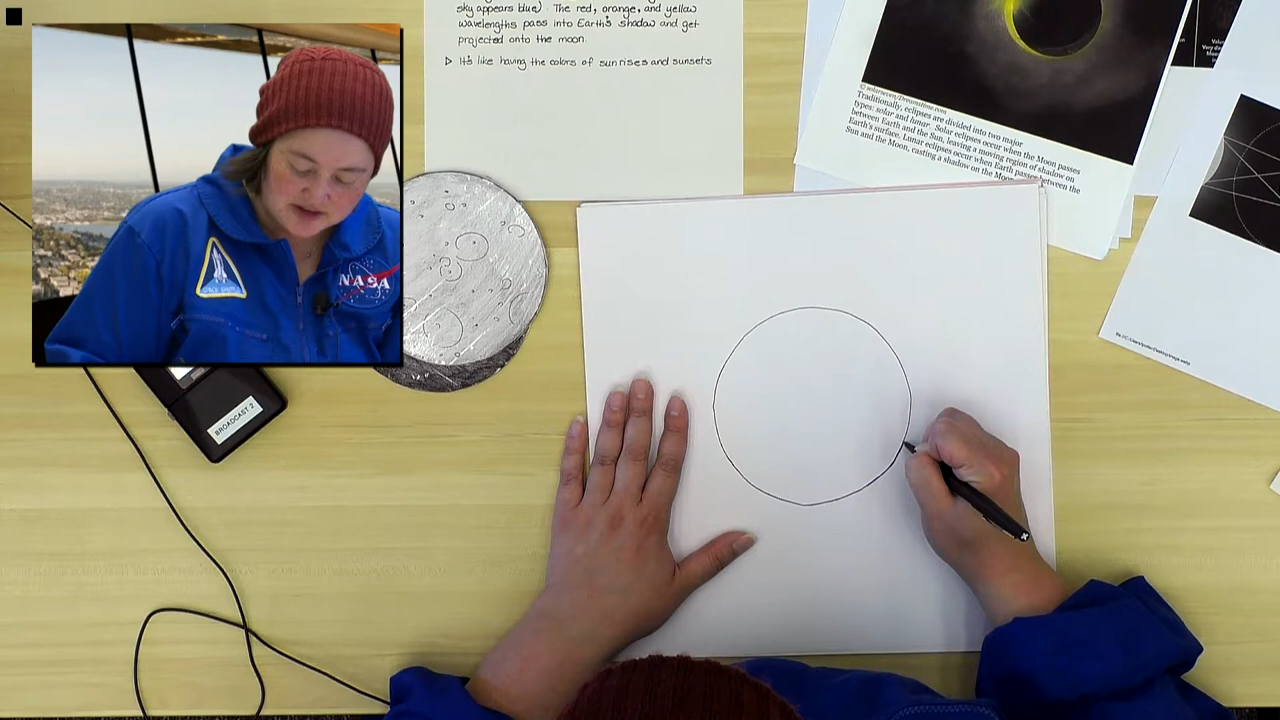 sky appears blue). The red, orange, and yellow
wavelengths pass into Earth's shadow and get
projected onto the moon.
▷ It's like having the colors of sunrises and sunsets
© solarseven/Dreamstime.com
Traditionally, eclipses are divided into two major
types: solar and lunar. Solar eclipses occur when the Moon passes
between Earth and the Sun, leaving a moving region of shadow on
Earth's surface. Lunar eclipses occur when Earth passes between the
Sun and the Moon, casting a shadow on the Moon
NASA
BROADCAST 2